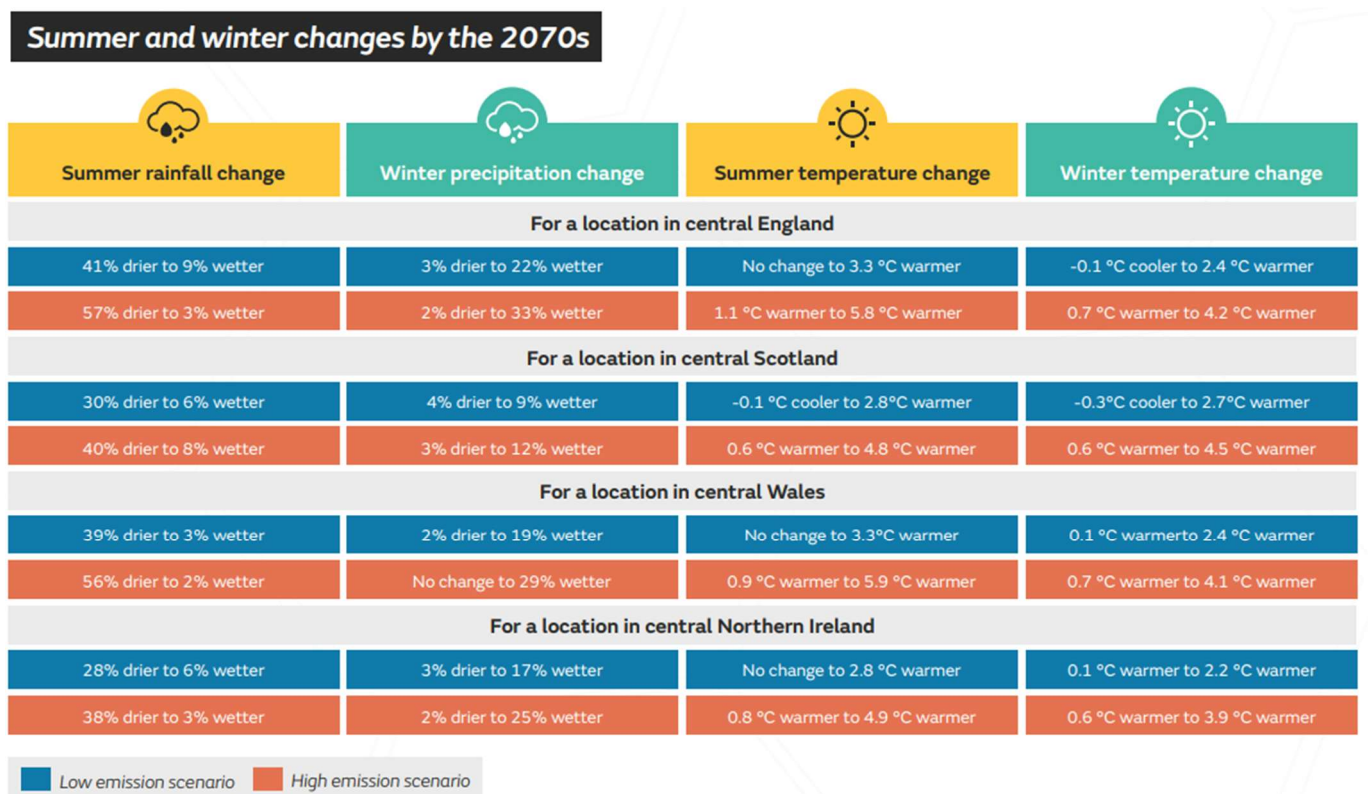 Summer and winter changes by the 2070s
Summer rainfall change
Winter precipitation change
Summer temperature change
Winter temperature change
For a location in central England
41% drier to 9% wetter
3% drier to 22% wetter
No change to 3.3 °C warmer
-0.1 °C cooler to 2.4 °C warmer
57% drier to 3% wetter
2% drier to 33% wetter
1.1 °C warmer to 5.8 °C warmer
0.7 °C warmer to 4.2 °C warmer
For a location in central Scotland
30% drier to 6% wetter
4% drier to 9% wetter
-0.1 °C cooler to 2.8°C warmer
-0.3°C cooler to 2.7°C warmer
40% drier to 8% wetter
3% drier to 12% wetter
0.6 °C warmer to 4.8 °C warmer
0.6 °C warmer to 4.5 °C warmer
For a location in central Wales
39% drier to 3% wetter
2% drier to 19% wetter
No change to 3.3°C warmer
0.1 °C warmerto 2.4 °C warmer
56% drier to 2% wetter
No change to 29% wetter
0.9 °C warmer to 5.9 °C warmer
0.7 °C warmer to 4.1 °C warmer
For a location in central Northern Ireland
28% drier to 6% wetter
3% drier to 17% wetter
No change to 2.8 °C warmer
0.1 °C warmer to 2.2 °C warmer
38% drier to 3% wetter
2% drier to 25% wetter
0.8 °C warmer to 4.9 °C warmer
0.6 °C warmer to 3.9 °C warmer
Low emission scenario
High emission scenario